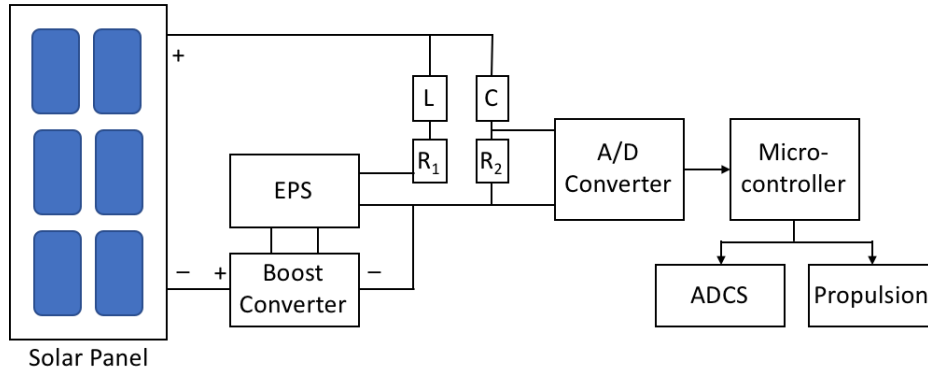 +
L
C
R₁
R₂
A/D
Converter
Micro-
controller
EPS
–
+
Boost
Converter
–
ADCS
Propulsion
Solar Panel